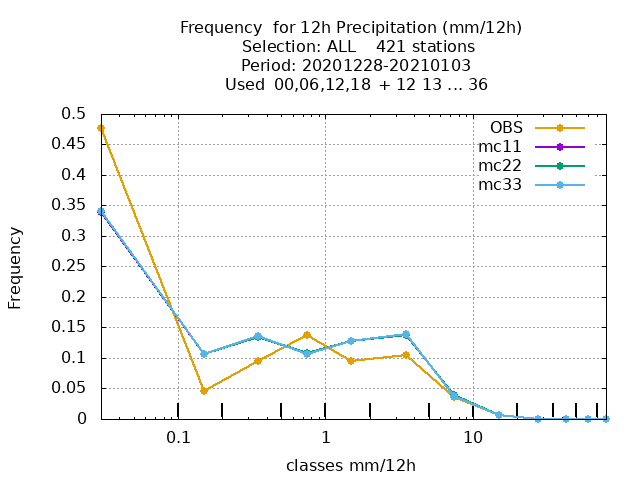 Frequency  for 12h Precipitation (mm/12h)
Selection: ALL    421 stations
Period: 20201228-20210103
Used  00,06,12,18  + 12 13 ... 36
OBS
mc11
mc22
mc33
0.5
0.45
0.4
0.35
0.3
0.25
0.2
0.15
0.1
0.05
0
Frequency
0.1 1 10
classes mm/12h